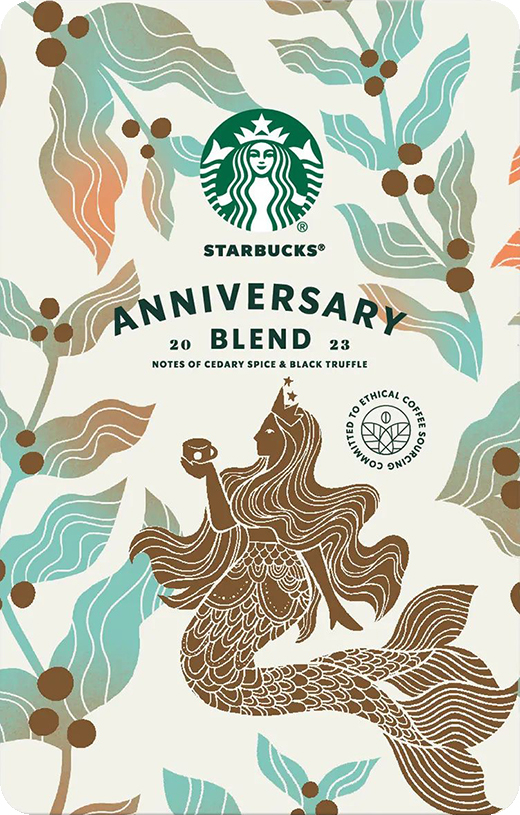 ®
STARBUCKS®
ANNIVERSARY
20 BLEND 23
NOTES OF CEDARY SPICE & BLACK TRUFFLE
COMMITTED TO ETHICAL COFFEE SOURCING